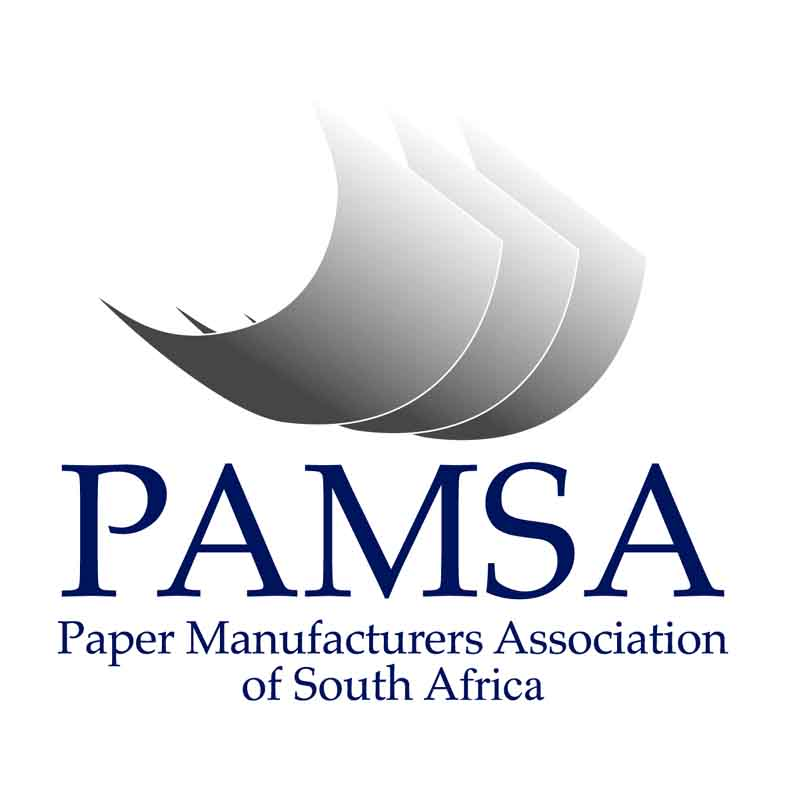 PAMSA
Paper Manufacturers Association
of South Africa